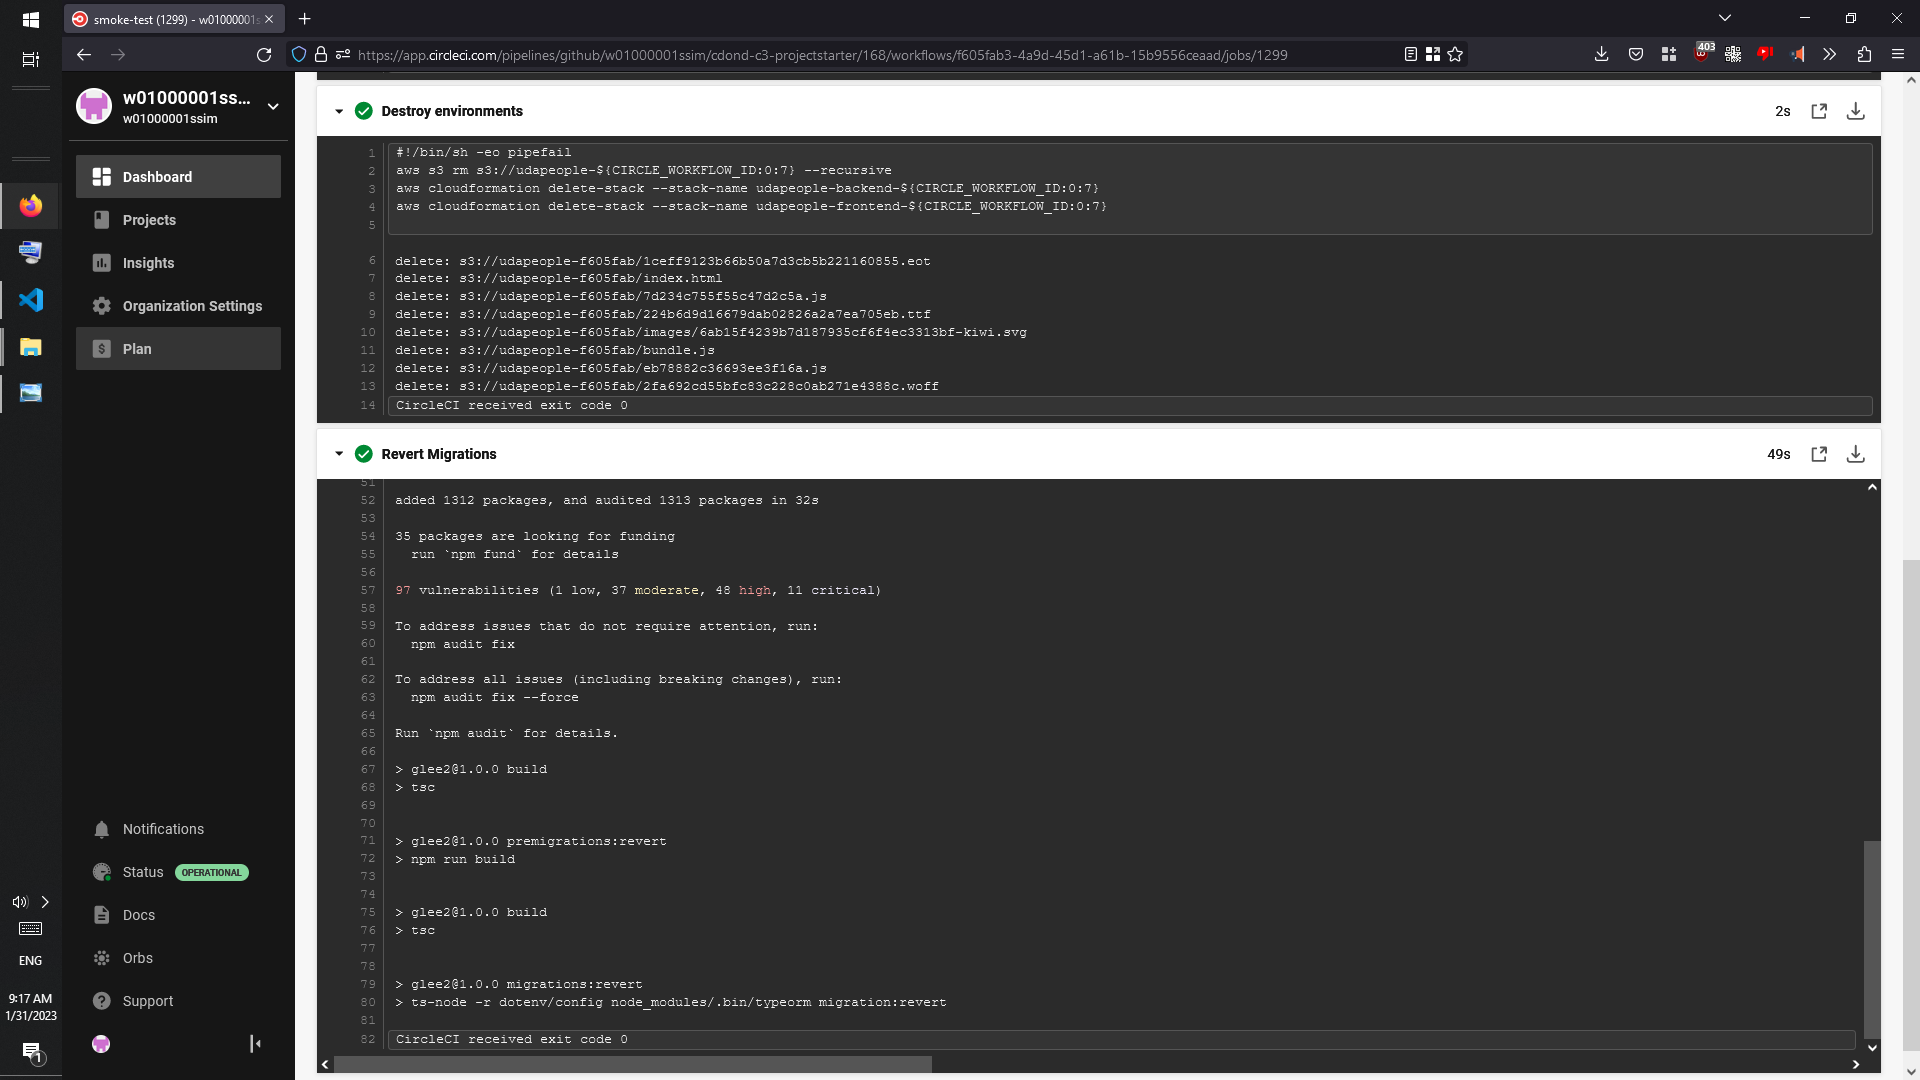 smoke-test (1299) - w01000001s
https://app.circleci.com/pipelines/github/w01000001ssim/cdond-c3-projectstarter/168/workflows/f605fab3-4a9d-45d1-a61b-15b9556ceaad/jobs/1299
403
w01000001ss...
w01000001ssim
Dashboard
Projects
Insights
Organization Settings
Plan
Notifications
Status OPERATIONAL
Docs
Orbs
Support
ENG
9:17 AM
1/31/2023
1
Destroy environments 2s
1 #!/bin/sh -eo pipefail
2 aws s3 rm s3://udapeople-${CIRCLE_WORKFLOW_ID:0:7} --recursive
3 aws cloudformation delete-stack --stack-name udapeople-backend-${CIRCLE_WORKFLOW_ID:0:7}
4 aws cloudformation delete-stack --stack-name udapeople-frontend-${CIRCLE_WORKFLOW_ID:0:7}
5
6 delete: s3://udapeople-f605fab/1ceff9123b66b50a7d3cb5b221160855.eot
7 delete: s3://udapeople-f605fab/index.html
8 delete: s3://udapeople-f605fab/7d234c755f55c47d2c5a.js
9 delete: s3://udapeople-f605fab/224b6d9d16679dab02826a2a7ea705eb.ttf
10 delete: s3://udapeople-f605fab/images/6ab15f4239b7d187935cf6f4ec3313bf-kiwi.svg
11 delete: s3://udapeople-f605fab/bundle.js
12 delete: s3://udapeople-f605fab/eb78882c36693ee3f16a.js
13 delete: s3://udapeople-f605fab/2fa692cd55bfc83c228c0ab271e4388c.woff
14 CircleCI received exit code 0
Revert Migrations 49s
51
52 added 1312 packages, and audited 1313 packages in 32s
53
54 35 packages are looking for funding
55 run `npm fund` for details
56
57 97 vulnerabilities (1 low, 37 moderate, 48 high, 11 critical)
58
59 To address issues that do not require attention, run:
60 npm audit fix
61
62 To address all issues (including breaking changes), run:
63 npm audit fix --force
64
65 Run `npm audit` for details.
66
67 > glee2@1.0.0 build
68 > tsc
69
70
71 > glee2@1.0.0 premigrations:revert
72 > npm run build
73
74
75 > glee2@1.0.0 build
76 > tsc
77
78
79 > glee2@1.0.0 migrations:revert
80 > ts-node -r dotenv/config node_modules/.bin/typeorm migration:revert
81
82 CircleCI received exit code 0